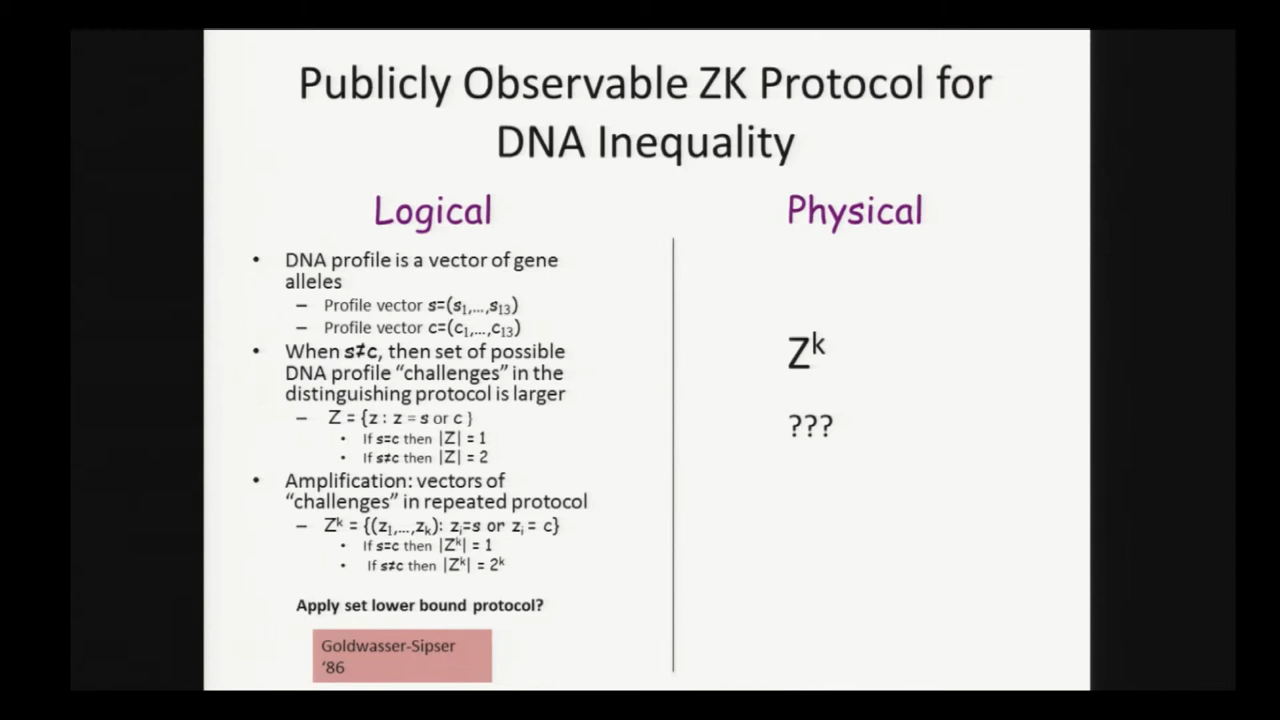 Publicly Observable ZK Protocol for
DNA Inequality
Logical
• DNA profile is a vector of gene
alleles
– Profile vector s=(s₁,...,s₁₃)
– Profile vector c=(c₁,...,c₁₃)
• When s≠c, then set of possible
DNA profile “challenges” in the
distinguishing protocol is larger
– Z = {z : z = s or c }
• If s=c then |Z| = 1
• If s≠c then |Z| = 2
• Amplification: vectors of
“challenges” in repeated protocol
– Zᵏ = {(z₁,...,zₖ): zᵢ=s or zᵢ = c}
• If s=c then |Zᵏ| = 1
• If s≠c then |Zᵏ| = 2ᵏ
Apply set lower bound protocol?
Goldwasser-Sipser
‘86
Physical
Zᵏ
???